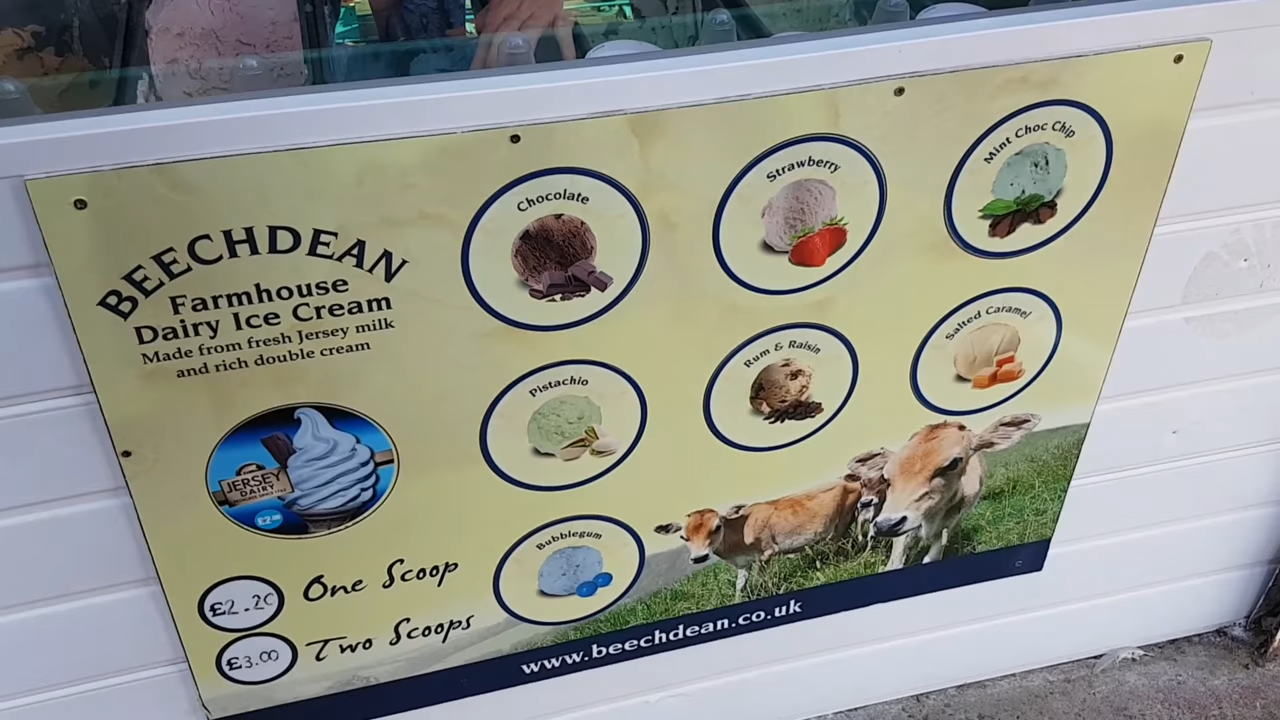 BEECHDEAN
Farmhouse
Dairy Ice Cream
Made from fresh Jersey milk
and rich double cream
Chocolate
Strawberry
Mint Choc Chip
Pistachio
Rum & Raisin
Salted Caramel
JERSEY
DAIRY
Bubblegum
£2.20 One Scoop
£3.00 Two Scoops
www.beechdean.co.uk